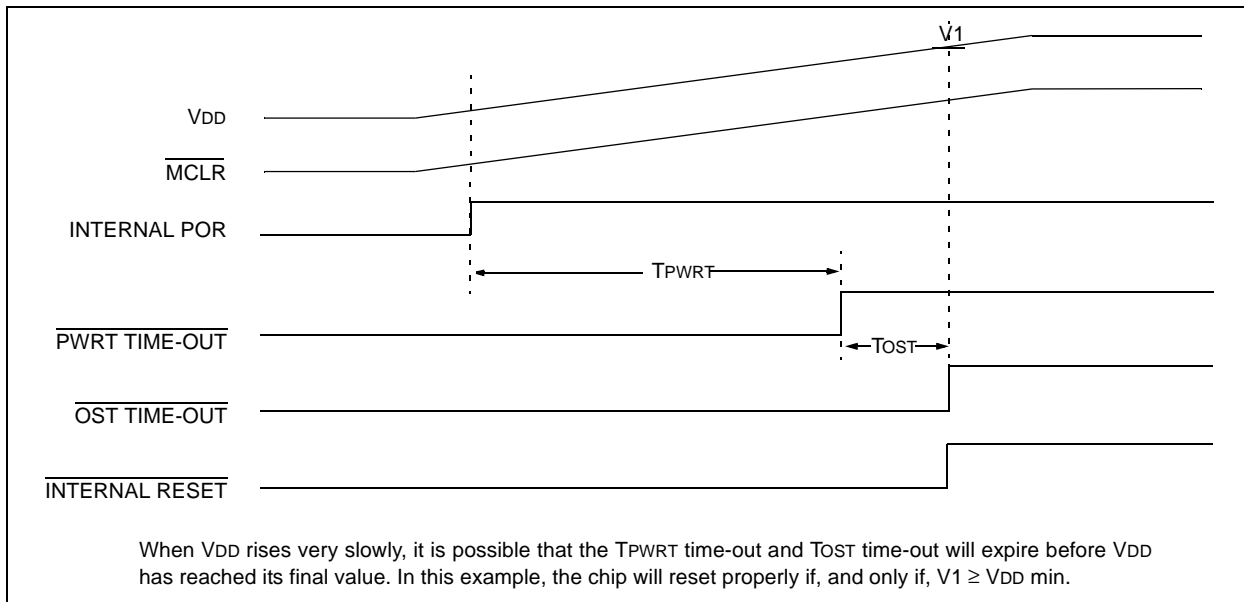 V1
VDD
MCLR
INTERNAL POR
TPWRT
PWRT TIME-OUT
TOST
OST TIME-OUT
INTERNAL RESET
When VDD rises very slowly, it is possible that the TPWRT time-out and TOST time-out will expire before VDD
has reached its final value. In this example, the chip will reset properly if, and only if, V1 ≥ VDD min.